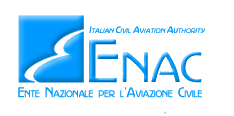 Italian Civil Aviation Authority
ENAC
Ente Nazionale per l'Aviazione Civile